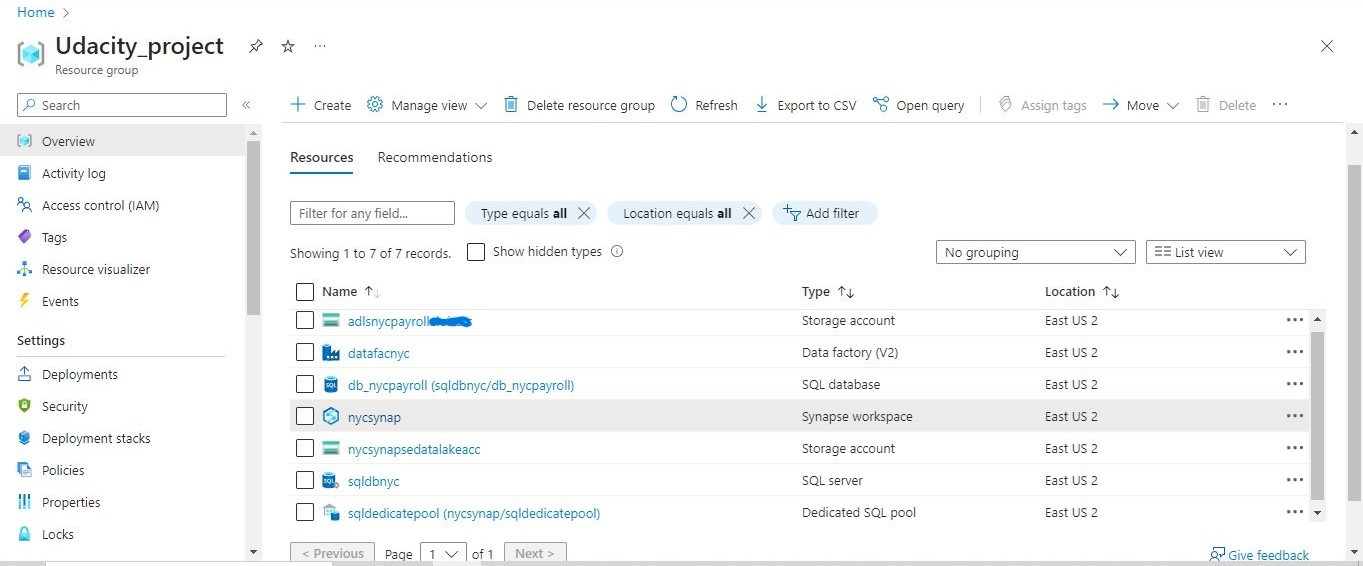 Home
Udacity_project
Resource group
Search
Create
Manage view
Delete resource group
Refresh
Export to CSV
Open query
Assign tags
Move
Delete
Overview
Activity log
Access control (IAM)
Tags
Resource visualizer
Events
Settings
Deployments
Security
Deployment stacks
Policies
Properties
Locks
Resources Recommendations
Filter for any field...
Type equals all
Location equals all
Add filter
Showing 1 to 7 of 7 records.
Show hidden types
No grouping
List view
Name Type Location
adlsnycpayroll Storage account East US 2
datafacnyc Data factory (V2) East US 2
db_nycpayroll (sqldbnyc/db_nycpayroll) SQL database East US 2
nycsynap Synapse workspace East US 2
nycsynapsedatalakeacc Storage account East US 2
sqldbnyc SQL server East US 2
sqldedicatepool (nycsynap/sqldedicatepool) Dedicated SQL pool East US 2
< Previous Page 1 of 1 Next >
Give feedback